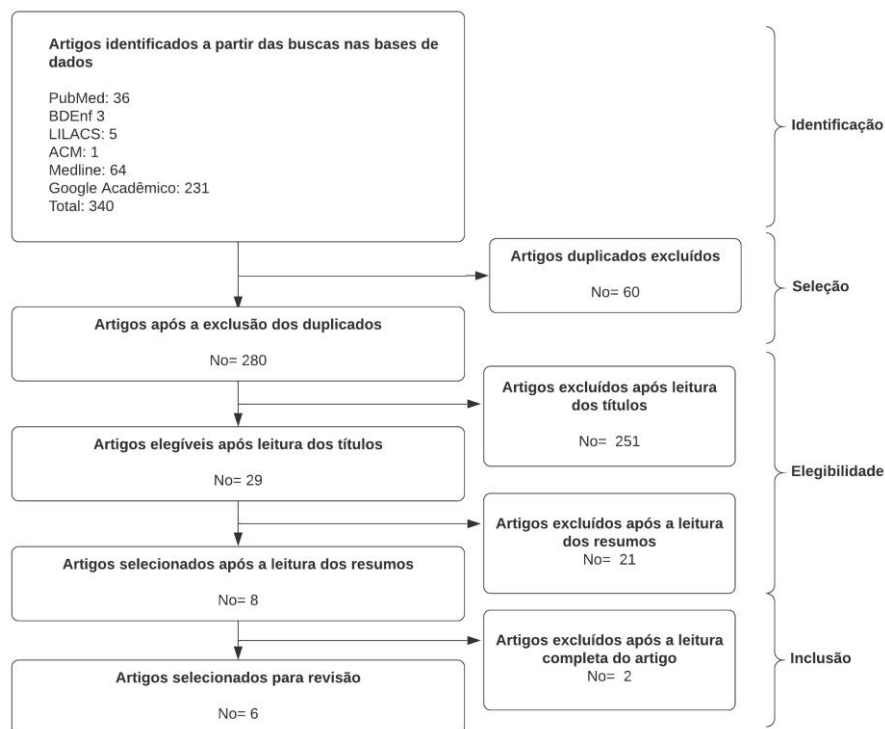 Artigos identificados a partir das buscas nas bases de
dados
PubMed: 36
BDEnf 3
LILACS: 5
ACM: 1
Medline: 64
Google Acadêmico: 231
Total: 340
Identificação
Artigos duplicados excluídos
No= 60
Seleção
Artigos após a exclusão dos duplicados
No= 280
Artigos excluídos após leitura
dos títulos
No=  251
Artigos elegíveis após leitura dos títulos
No= 29
Elegibilidade
Artigos excluídos após a leitura
dos resumos
No=  21
Artigos selecionados após a leitura dos resumos
No= 8
Artigos excluídos após a leitura
completa do artigo
No=  2
Inclusão
Artigos selecionados para revisão
No= 6